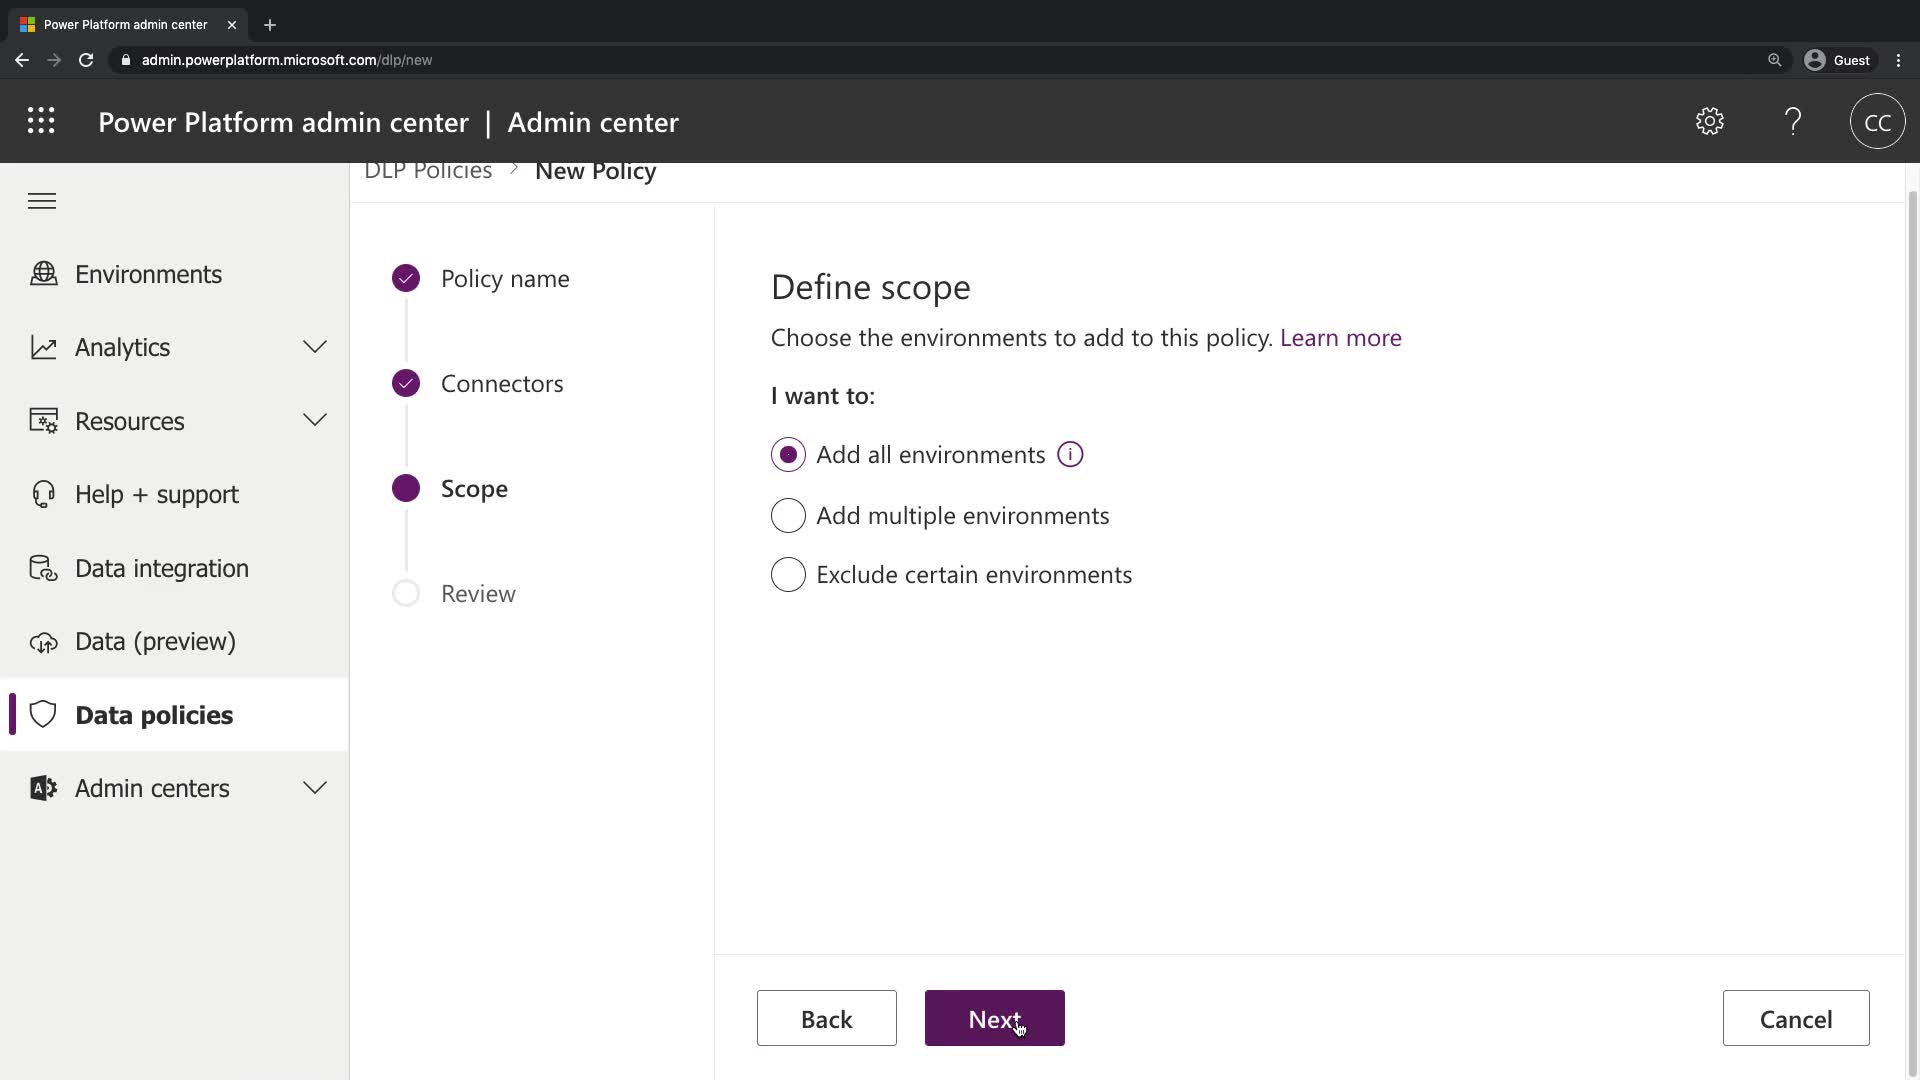 Power Platform admin center
admin.powerplatform.microsoft.com/dlp/new
Guest
Power Platform admin center | Admin center
CC
DLP Policies > New Policy
Environments
Analytics
Resources
Help + support
Data integration
Data (preview)
Data policies
Admin centers
Policy name
Connectors
Scope
Review
Define scope
Choose the environments to add to this policy. Learn more
I want to:
Add all environments
Add multiple environments
Exclude certain environments
Back
Next
Cancel